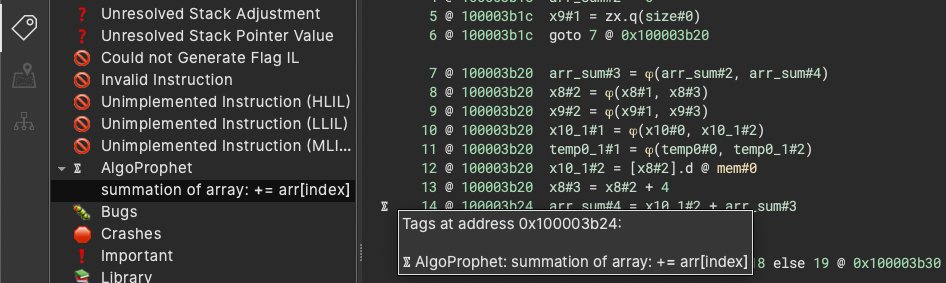 Unresolved Stack Adjustment
Unresolved Stack Pointer Value
Could not Generate Flag IL
Invalid Instruction
Unimplemented Instruction (HLIL)
Unimplemented Instruction (LLIL)
Unimplemented Instruction (MLI...
AlgoProphet
summation of array: += arr[index]
Bugs
Crashes
Important
Library
5 @ 100003b1c x9#1 = zx.q(size#0)
6 @ 100003b1c goto 7 @ 0x100003b20
7 @ 100003b20 arr_sum#3 = φ(arr_sum#2, arr_sum#4)
8 @ 100003b20 x8#2 = φ(x8#1, x8#3)
9 @ 100003b20 x9#2 = φ(x9#1, x9#3)
10 @ 100003b20 x10_1#1 = φ(x10#0, x10_1#2)
11 @ 100003b20 temp0_1#1 = φ(temp0#0, temp0_1#2)
12 @ 100003b20 x10_1#2 = [x8#2].d @ mem#0
13 @ 100003b20 x8#3 = x8#2 + 4
14 @ 100003b24 arr_sum#4 = x10_1#2 + arr_sum#3
Tags at address 0x100003b24:
AlgoProphet: summation of array: += arr[index]
18 else 19 @ 0x100003b30